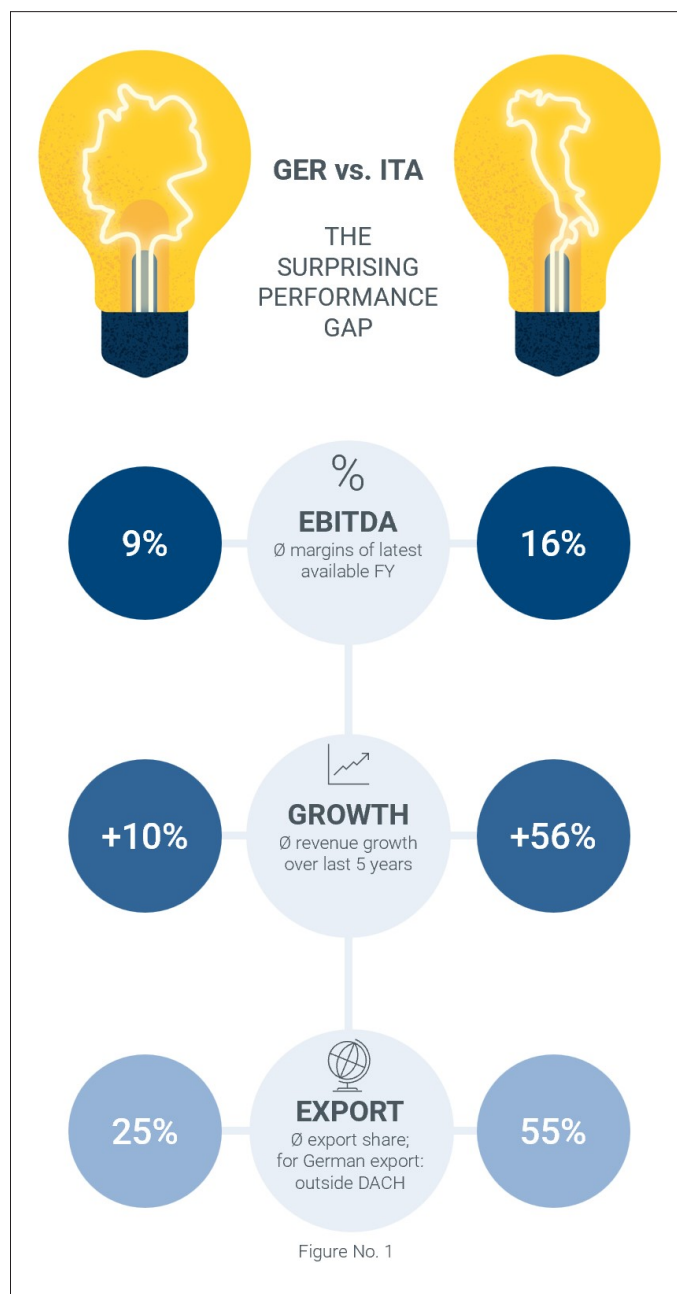 GER vs. ITA
THE
SURPRISING
PERFORMANCE
GAP
%
9%
EBITDA
Ø margins of latest
available FY
16%
+10%
GROWTH
Ø revenue growth
over last 5 years
+56%
25%
EXPORT
Ø export share;
for German export:
outside DACH
55%
Figure No. 1